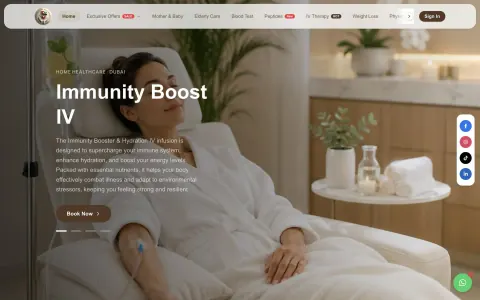 Home
Exclusive Offers
Mother & Baby
Elderly Care
Blood Test
Peptides
IV Therapy
Weight Loss
Sign In
HOME HEALTHCARE · DUBAI
Immunity Boost
IV
The Immunity Booster & Hydration IV infusion is
designed to supercharge your immune system,
enhance hydration, and boost your energy levels.
Packed with essential nutrients, it helps your body
effectively combat illness and adapt to environmental
stressors, keeping you feeling strong and resilient.
Book Now